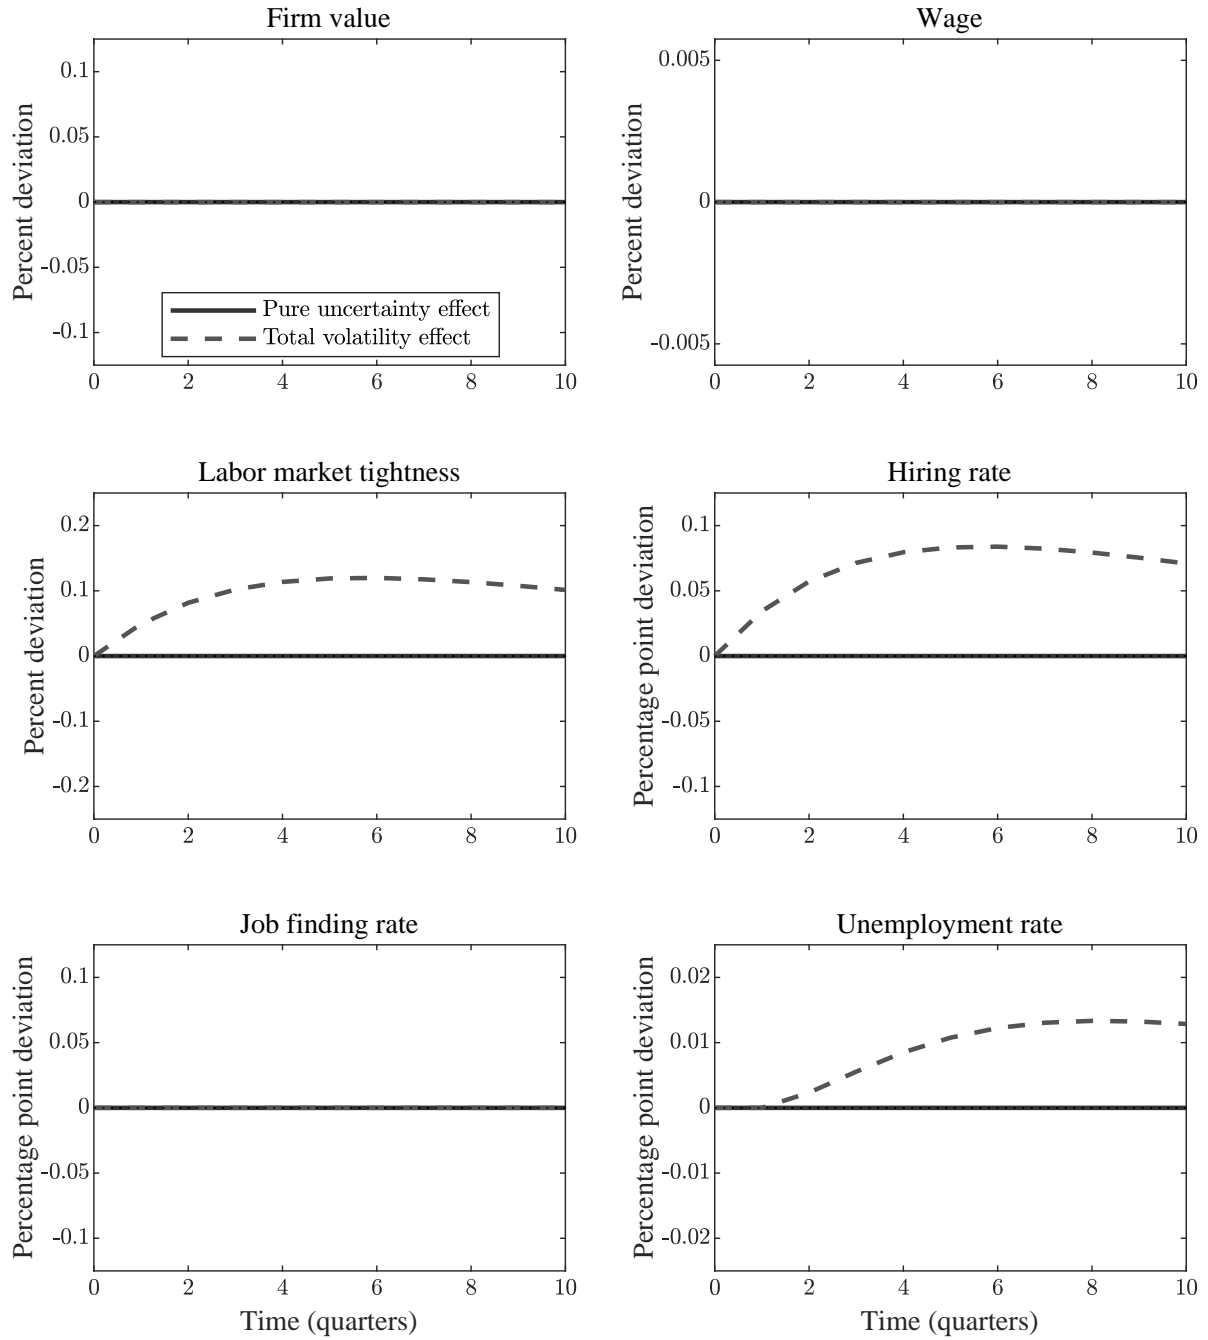 Firm value
Percent deviation
0.1
0.05
0
-0.05
-0.1
Pure uncertainty effect
Total volatility effect
0 2 4 6 8 10
Wage
Percent deviation
0.005
0
-0.005
0 2 4 6 8 10
Labor market tightness
Percent deviation
0.2
0.1
0
-0.1
-0.2
0 2 4 6 8 10
Hiring rate
Percentage point deviation
0.1
0.05
0
-0.05
-0.1
0 2 4 6 8 10
Job finding rate
Percentage point deviation
0.1
0.05
0
-0.05
-0.1
0 2 4 6 8 10
Time (quarters)
Unemployment rate
Percentage point deviation
0.02
0.01
0
-0.01
-0.02
0 2 4 6 8 10
Time (quarters)